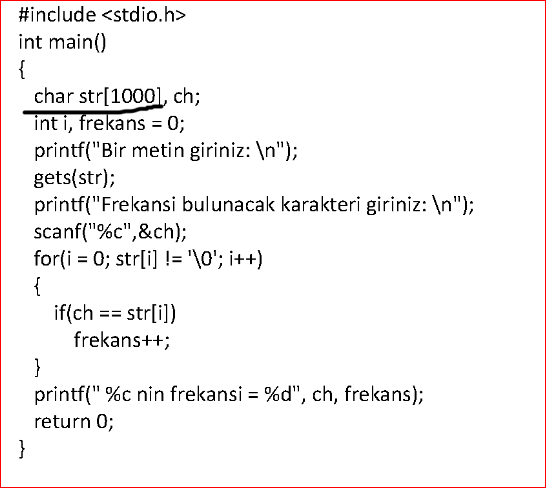 #include <stdio.h>
int main()
{
char str[1000], ch;
int i, frekans = 0;
printf("Bir metin giriniz: \n");
gets(str);
printf("Frekansi bulunacak karakteri giriniz: \n");
scanf("%c",&ch);
for(i = 0; str[i] != '\0'; i++)
{
if(ch == str[i])
frekans++;
}
printf(" %c nin frekansi = %d", ch, frekans);
return 0;
}